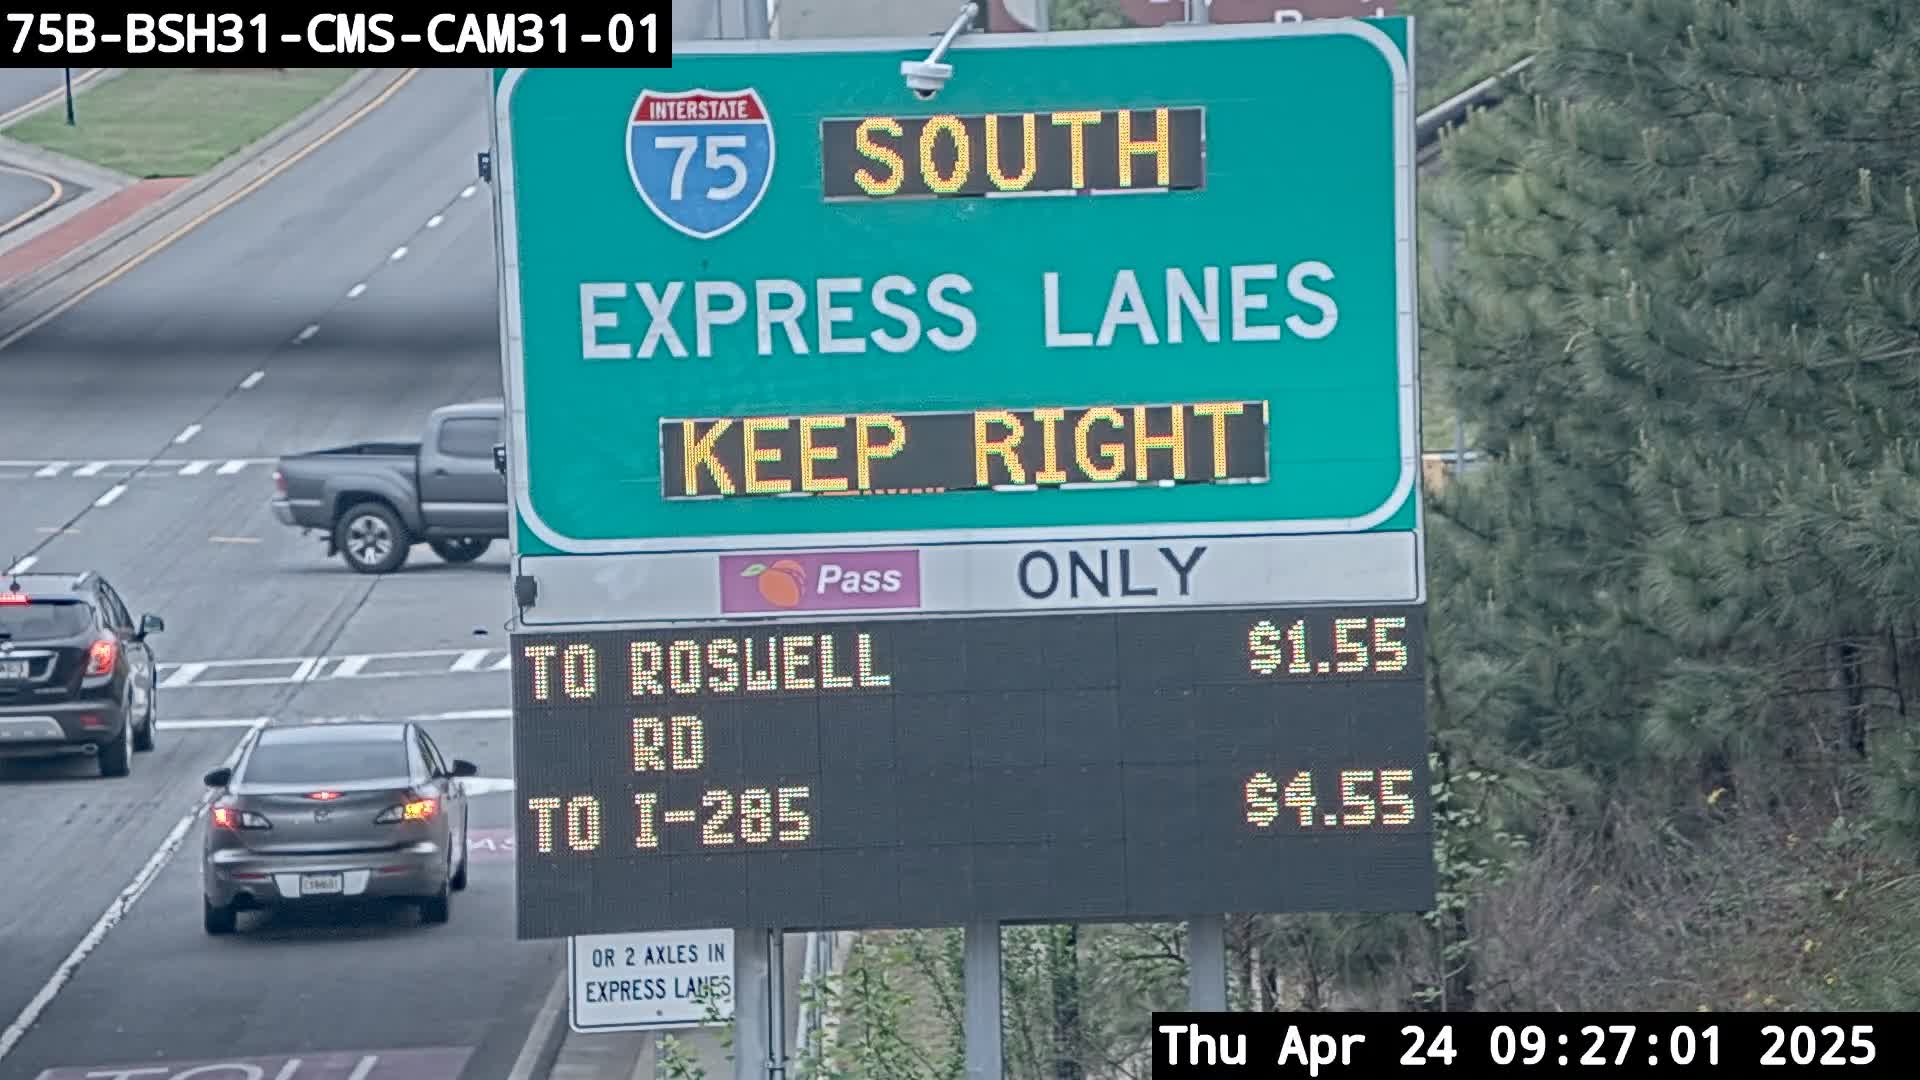 75B-BSH31-CMS-CAM31-01
INTERSTATE
75
SOUTH
EXPRESS LANES
KEEP RIGHT
Pass ONLY
TO ROSWELL $1.55
RD
TO I-285 $4.55
OR 2 AXLES IN
EXPRESS LANES
TOLL
Thu Apr 24 09:27:01 2025